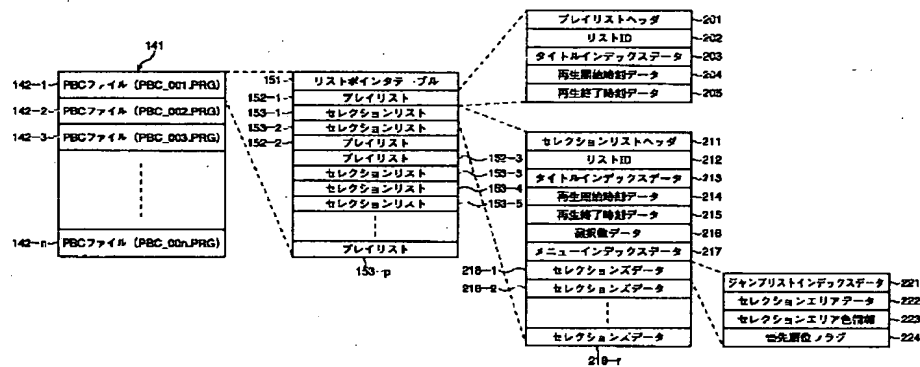 141
142-1 PBCファイル (PBC_001.PRG)
142-2 PBCファイル (PBC_002.PRG)
142-3 PBCファイル (PBC_003.PRG)
142-n PBCファイル (PBC_00n.PRG)
151 リストポインタテーブル
152-1 プレイリスト
153-1 セレクションリスト
153-2 セレクションリスト
152-2 プレイリスト
プレイリスト 152-3
セレクションリスト 153-3
セレクションリスト 153-4
セレクションリスト 153-5
プレイリスト
153-p
プレイリストヘッダ 201
リストID 202
タイトルインデックスデータ 203
再生開始時刻データ 204
再生終了時刻データ 205
セレクションリストヘッダ 211
リストID 212
タイトルインデックスデータ 213
再生開始時刻データ 214
再生終了時刻データ 215
選択数データ 216
メニューインデックスデータ 217
218-1 セレクションズデータ
218-2 セレクションズデータ
セレクションズデータ
218-r
ジャンプリストインデックスデータ 221
セレクションエリアデータ 222
セレクションエリア色情報 223
優先順位フラグ 224